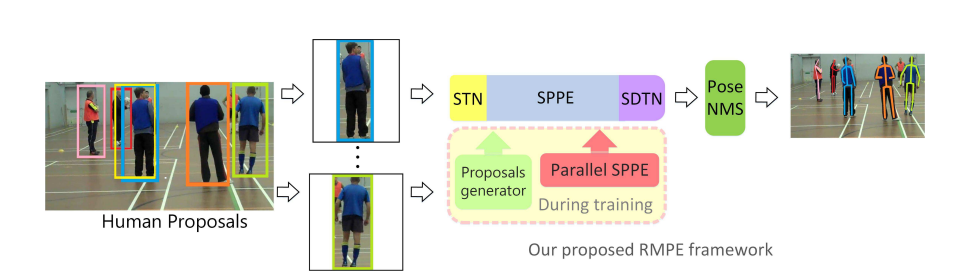 Human Proposals
STN
SPPE
SDTN
Pose
NMS
Proposals
generator
Parallel SPPE
During training
Our proposed RMPE framework